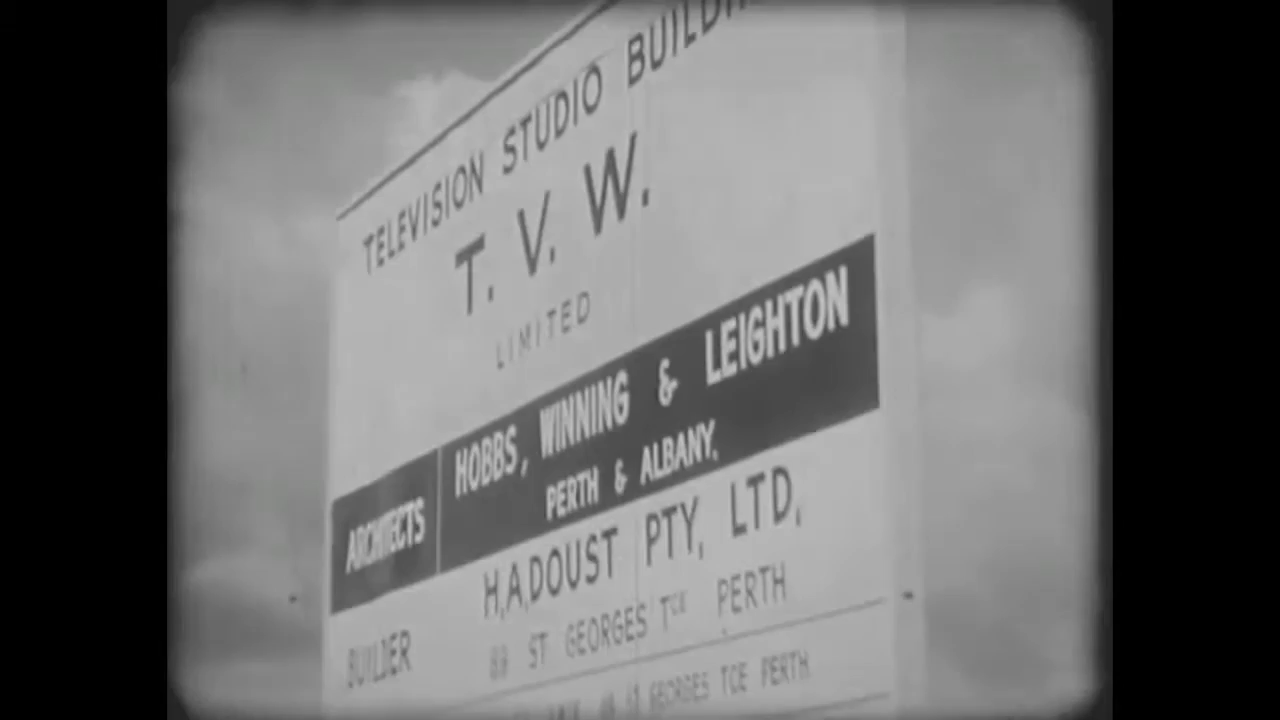 TELEVISION STUDIO
T. V. W.
LIMITED
ARCHITECTS HOBBS, WINNING & LEIGHTON
PERTH & ALBANY.
BUILDER H.A.DOUST PTY, LTD,
ST GEORGES TCE PERTH
GEORGES TCE PERTH